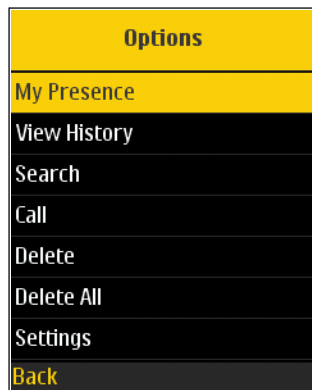 Options
My Presence
View History
Search
Call
Delete
Delete All
Settings
Back